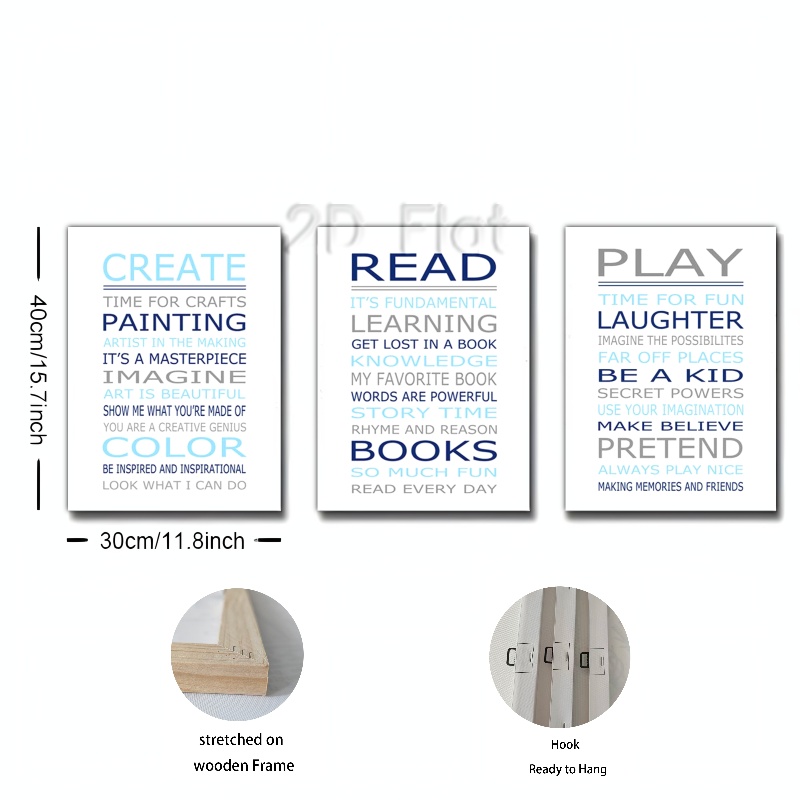 2D Flat
40cm/15.7inch
CREATE
TIME FOR CRAFTS
PAINTING
ARTIST IN THE MAKING
IT'S A MASTERPIECE
IMAGINE
ART IS BEAUTIFUL
SHOW ME WHAT YOU'RE MADE OF
YOU ARE A CREATIVE GENIUS
COLOR
BE INSPIRED AND INSPIRATIONAL
LOOK WHAT I CAN DO
READ
IT'S FUNDAMENTAL
LEARNING
GET LOST IN A BOOK
KNOWLEDGE
MY FAVORITE BOOK
WORDS ARE POWERFUL
STORY TIME
RHYME AND REASON
BOOKS
SO MUCH FUN
READ EVERY DAY
PLAY
TIME FOR FUN
LAUGHTER
IMAGINE THE POSSIBILITES
FAR OFF PLACES
BE A KID
SECRET POWERS
USE YOUR IMAGINATION
MAKE BELIEVE
PRETEND
ALWAYS PLAY NICE
MAKING MEMORIES AND FRIENDS
30cm/11.8inch
stretched on
wooden Frame
Hook
Ready to Hang